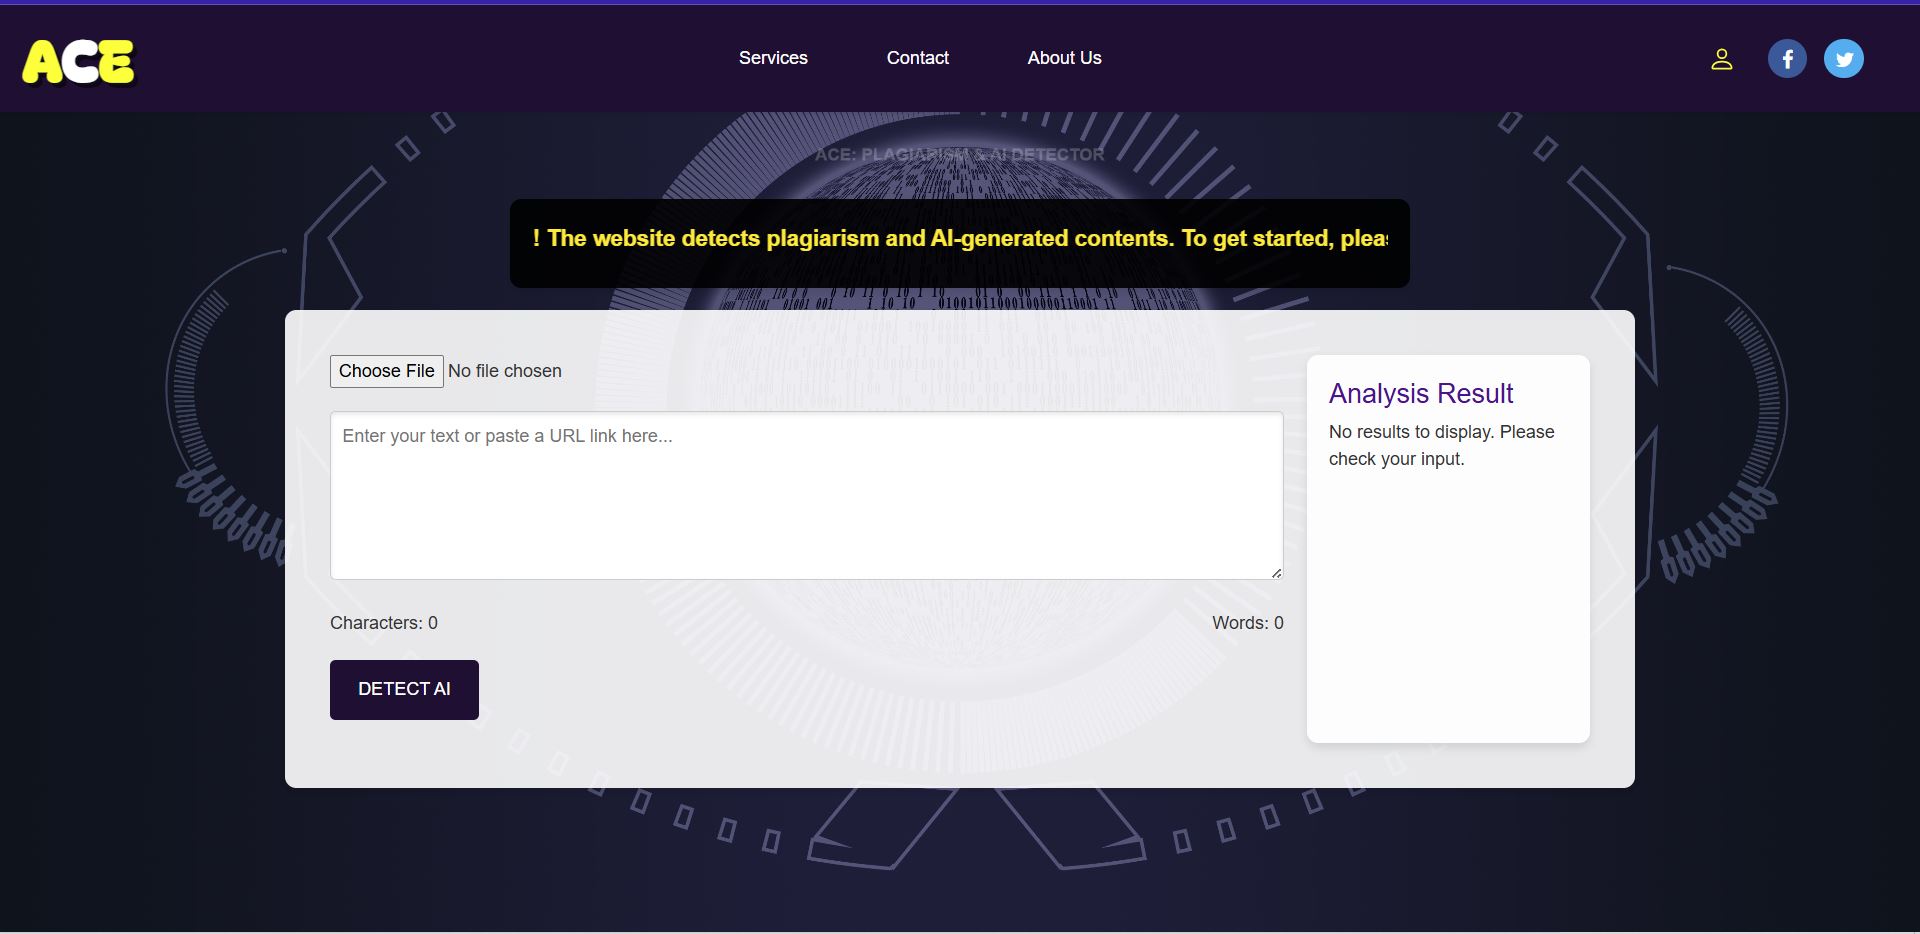 ACE
Services
Contact
About Us
ACE: PLAGIARISM & AI DETECTOR
! The website detects plagiarism and AI-generated contents. To get started,
Choose File No file chosen
Enter your text or paste a URL link here...
Characters: 0
Words: 0
DETECT AI
Analysis Result
No results to display. Please
check your input.